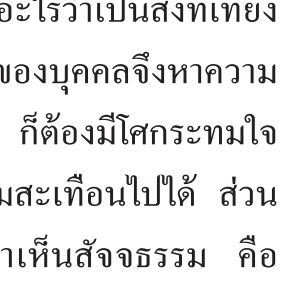 อะไรว่าเป็นสิ่งที่เที่ยง
ของบุคคลจึงหาความ
ก็ต้องมีโศกระทมใจ
มสะเทือนไปได้ ส่วน
าเห็นสัจจธรรม คือ